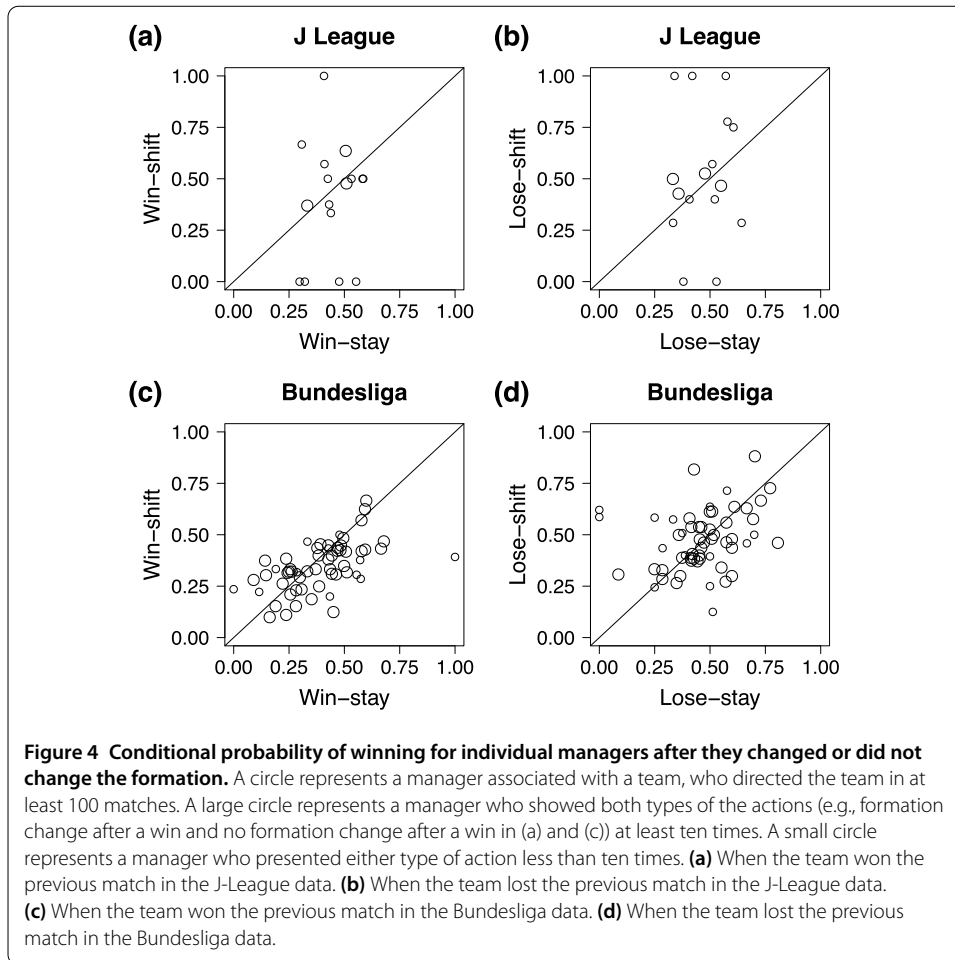 (a) J League
(b) J League
1.00
0.75
0.50
0.25
0.00
Win−shift
0.00 0.25 0.50 0.75 1.00
Win−stay
1.00
0.75
0.50
0.25
0.00
Lose−shift
0.00 0.25 0.50 0.75 1.00
Lose−stay
(c) Bundesliga
(d) Bundesliga
1.00
0.75
0.50
0.25
0.00
Win−shift
0.00 0.25 0.50 0.75 1.00
Win−stay
1.00
0.75
0.50
0.25
0.00
Lose−shift
0.00 0.25 0.50 0.75 1.00
Lose−stay
Figure 4 Conditional probability of winning for individual managers after they changed or did not
change the formation. A circle represents a manager associated with a team, who directed the team in at
least 100 matches. A large circle represents a manager who showed both types of the actions (e.g., formation
change after a win and no formation change after a win in (a) and (c)) at least ten times. A small circle
represents a manager who presented either type of action less than ten times. (a) When the team won the
previous match in the J-League data. (b) When the team lost the previous match in the J-League data.
(c) When the team won the previous match in the Bundesliga data. (d) When the team lost the previous
match in the Bundesliga data.